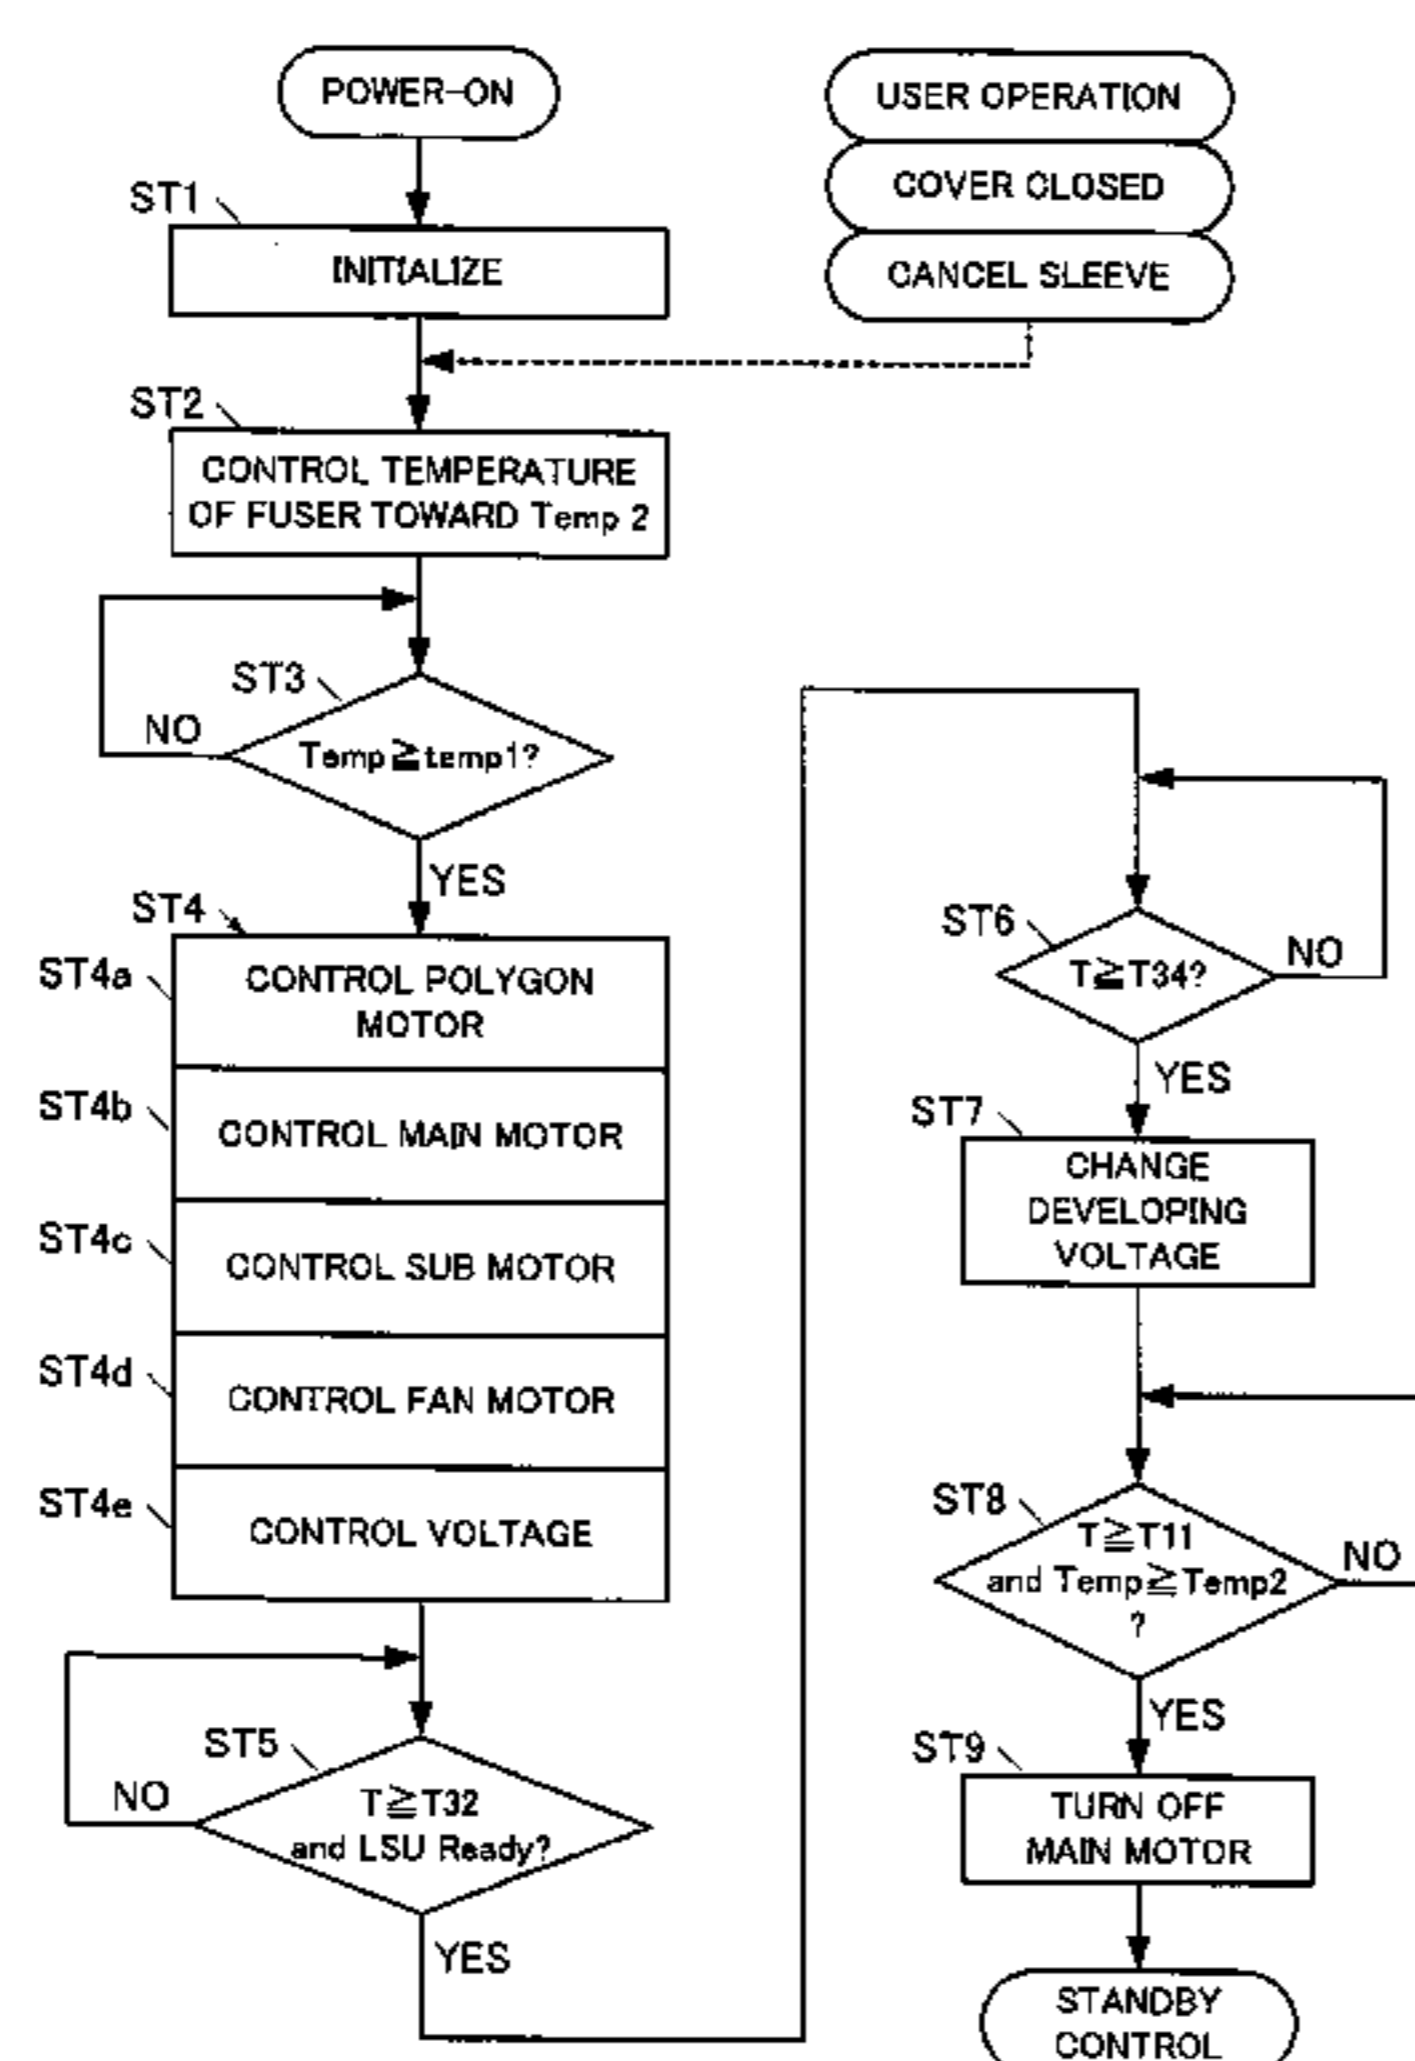 POWER-ON
USER OPERATION
COVER CLOSED
CANCEL SLEEVE
ST1
INITIALIZE
ST2
CONTROL TEMPERATURE
OF FUSER TOWARD Temp 2
ST3
NO
Temp≧temp1?
YES
ST4
ST4a
CONTROL POLYGON
MOTOR
ST4b
CONTROL MAIN MOTOR
ST4c
CONTROL SUB MOTOR
ST4d
CONTROL FAN MOTOR
ST4e
CONTROL VOLTAGE
ST5
NO
T≧T32
and LSU Ready?
YES
ST6
T≧T34?
NO
YES
ST7
CHANGE
DEVELOPING
VOLTAGE
ST8
T≧T11
and Temp≧Temp2
?
NO
YES
ST9
TURN OFF
MAIN MOTOR
STANDBY
CONTROL